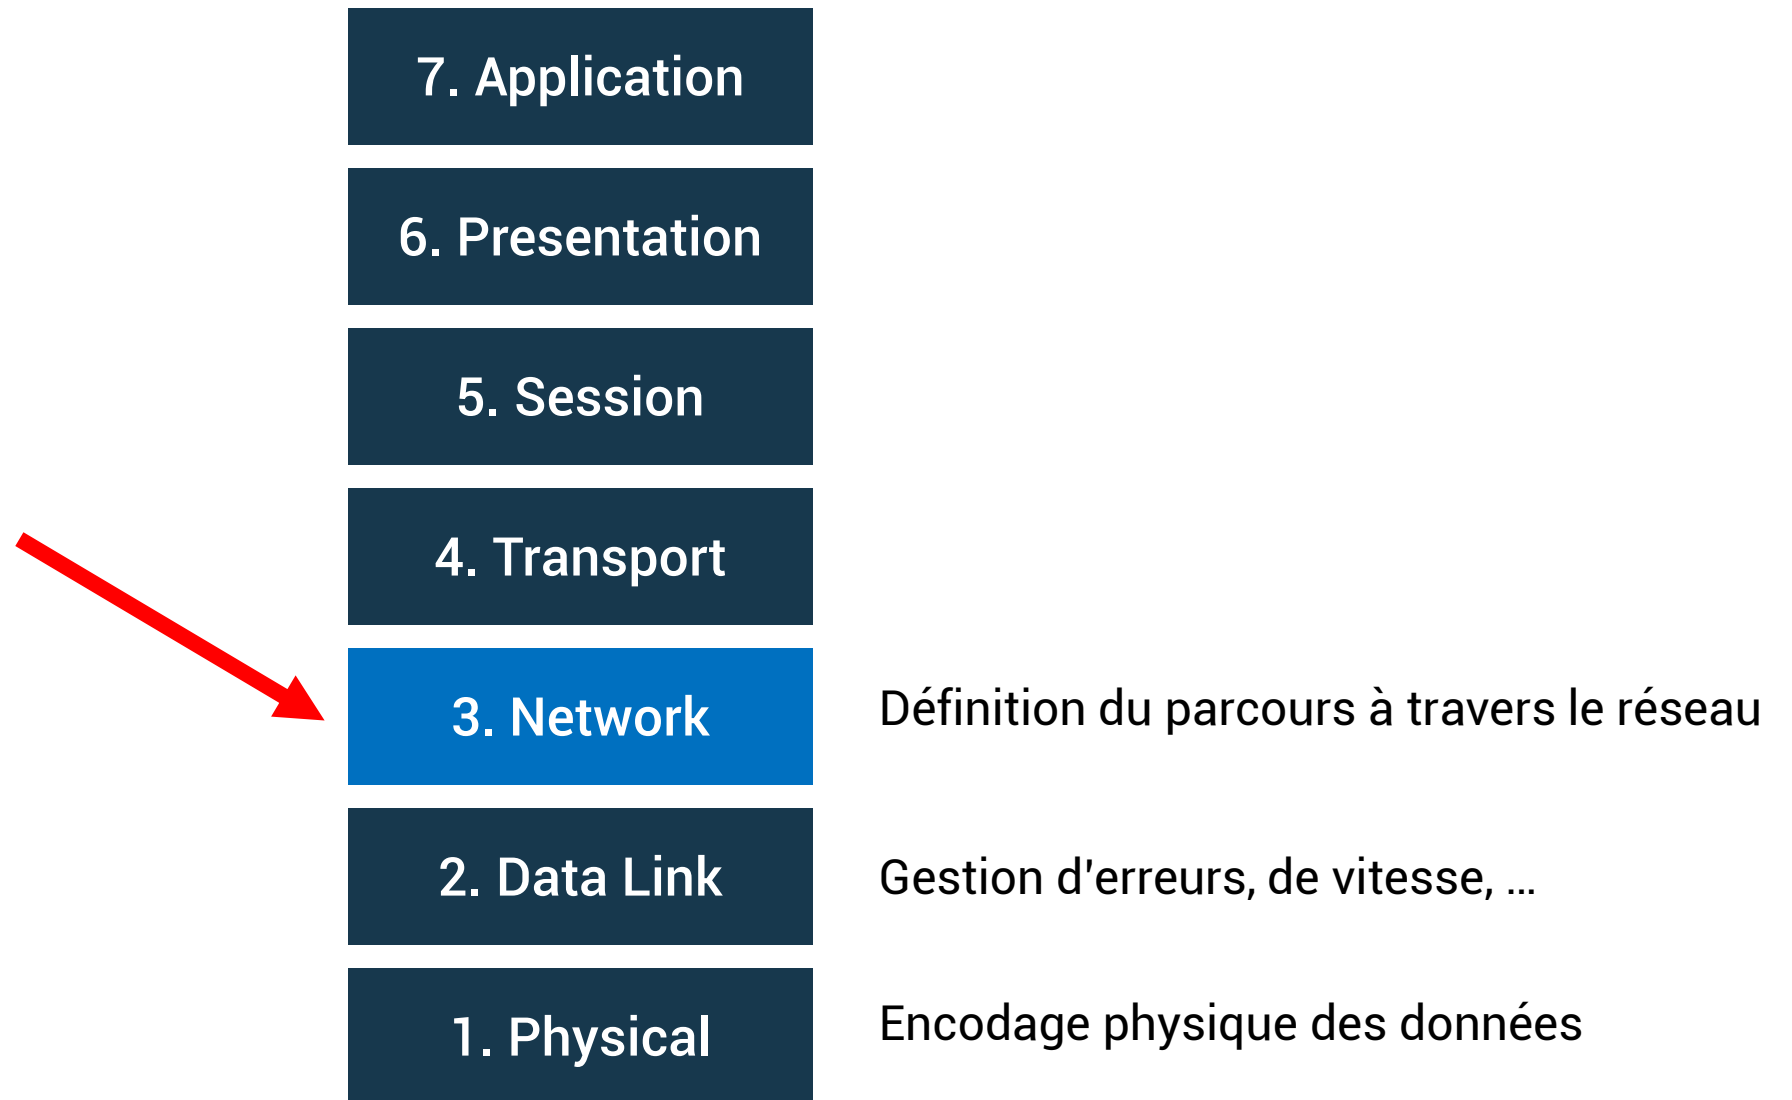 7. Application
6. Presentation
5. Session
4. Transport
3. Network
Définition du parcours à travers le réseau
2. Data Link
Gestion d'erreurs, de vitesse, ...
1. Physical
Encodage physique des données